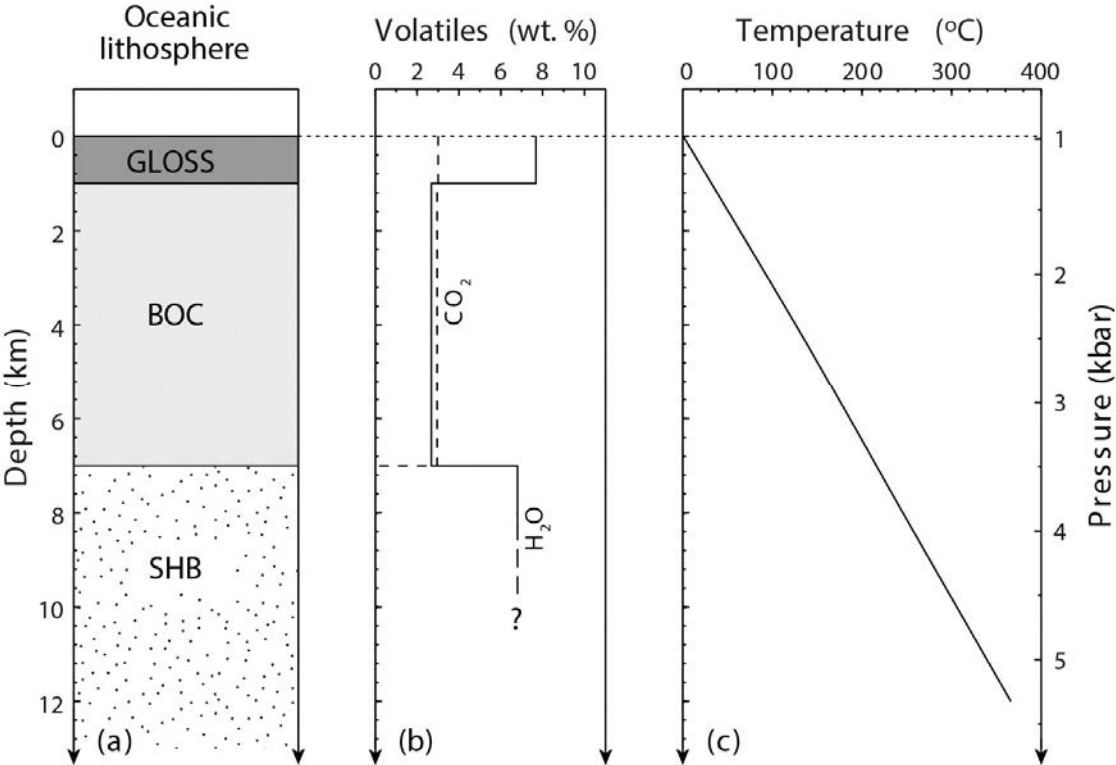 Oceanic
lithosphere
Volatiles (wt. %)
Temperature (°C)
0 2 4 6 8 10
0 100 200 300 400
0
2
4
6
8
10
12
Depth (km)
GLOSS
BOC
SHB
(a)
CO₂
H₂O
?
(b)
(c)
1
2
3
4
5
Pressure (kbar)